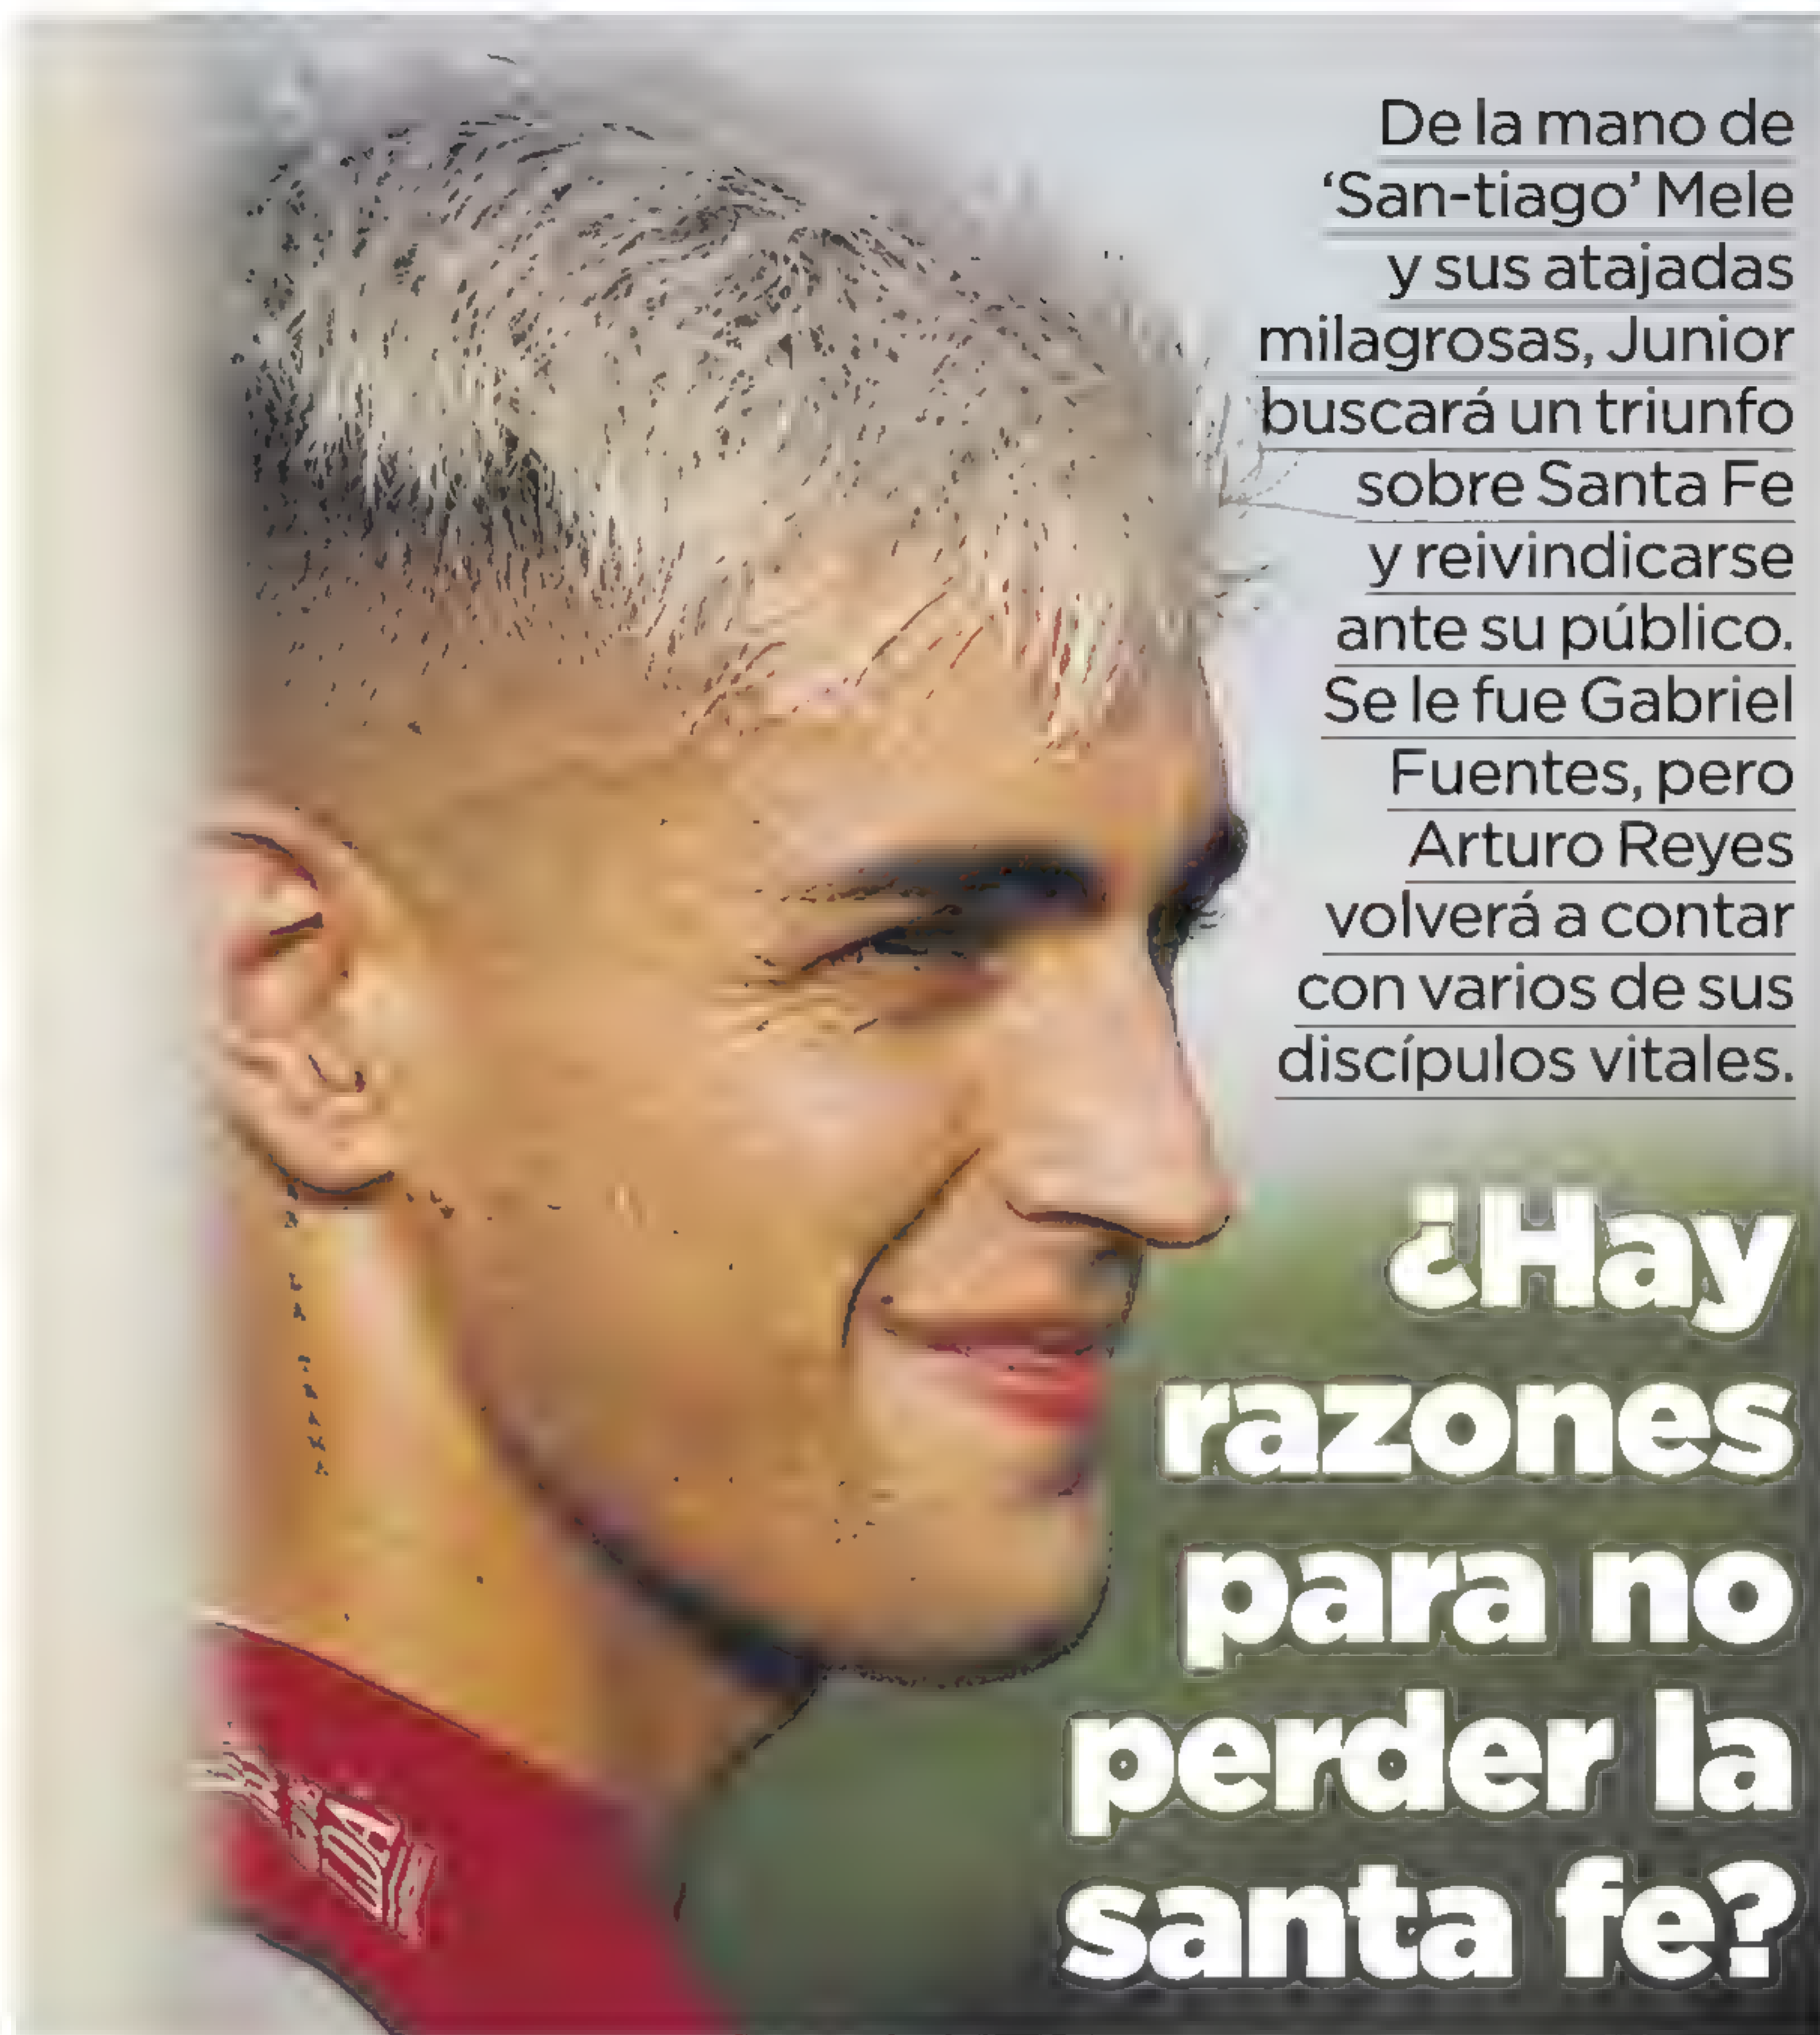 De la mano de
‘San-tiago’ Mele
y sus atajadas
milagrosas, Junior
buscará un triunfo
sobre Santa Fe
y reivindicarse
ante su público.
Se le fue Gabriel
Fuentes, pero
Arturo Reyes
volverá a contar
con varios de sus
discípulos vitales.
¿Hay
razones
para no
perder la
santa fe?